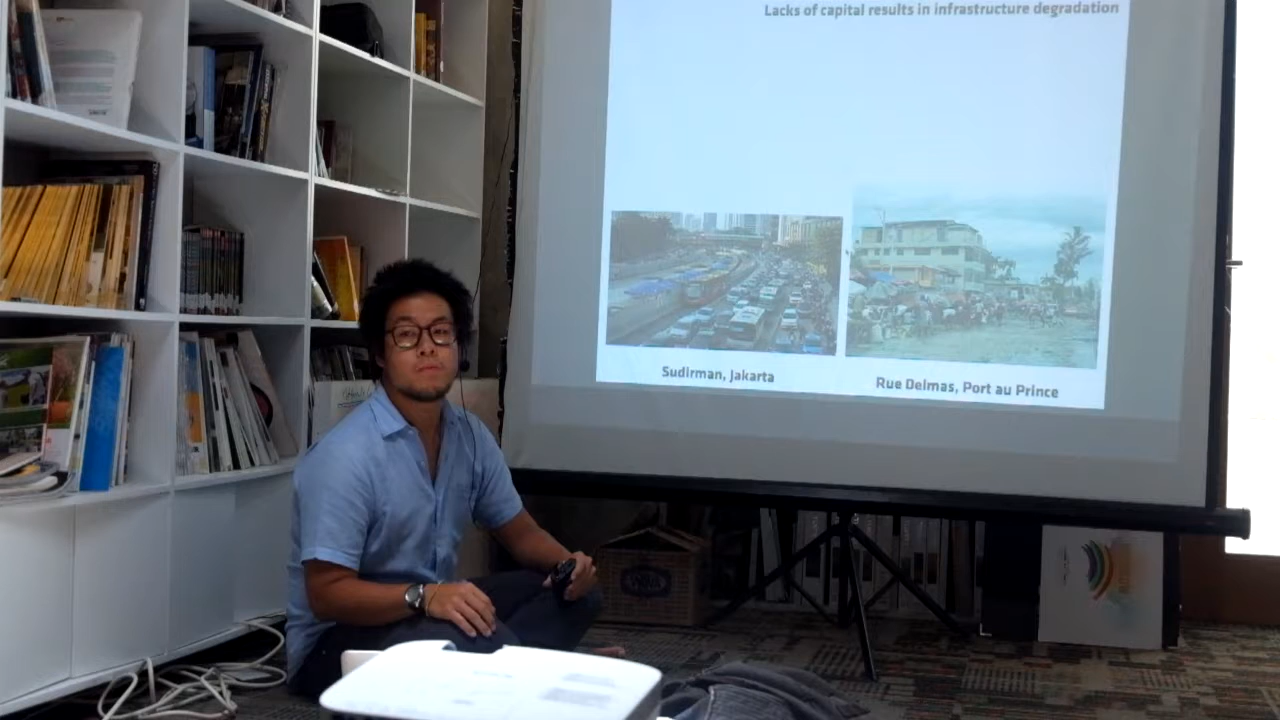 Lacks of capital results in infrastructure degradation
Sudirman, Jakarta
Rue Delmas, Port au Prince